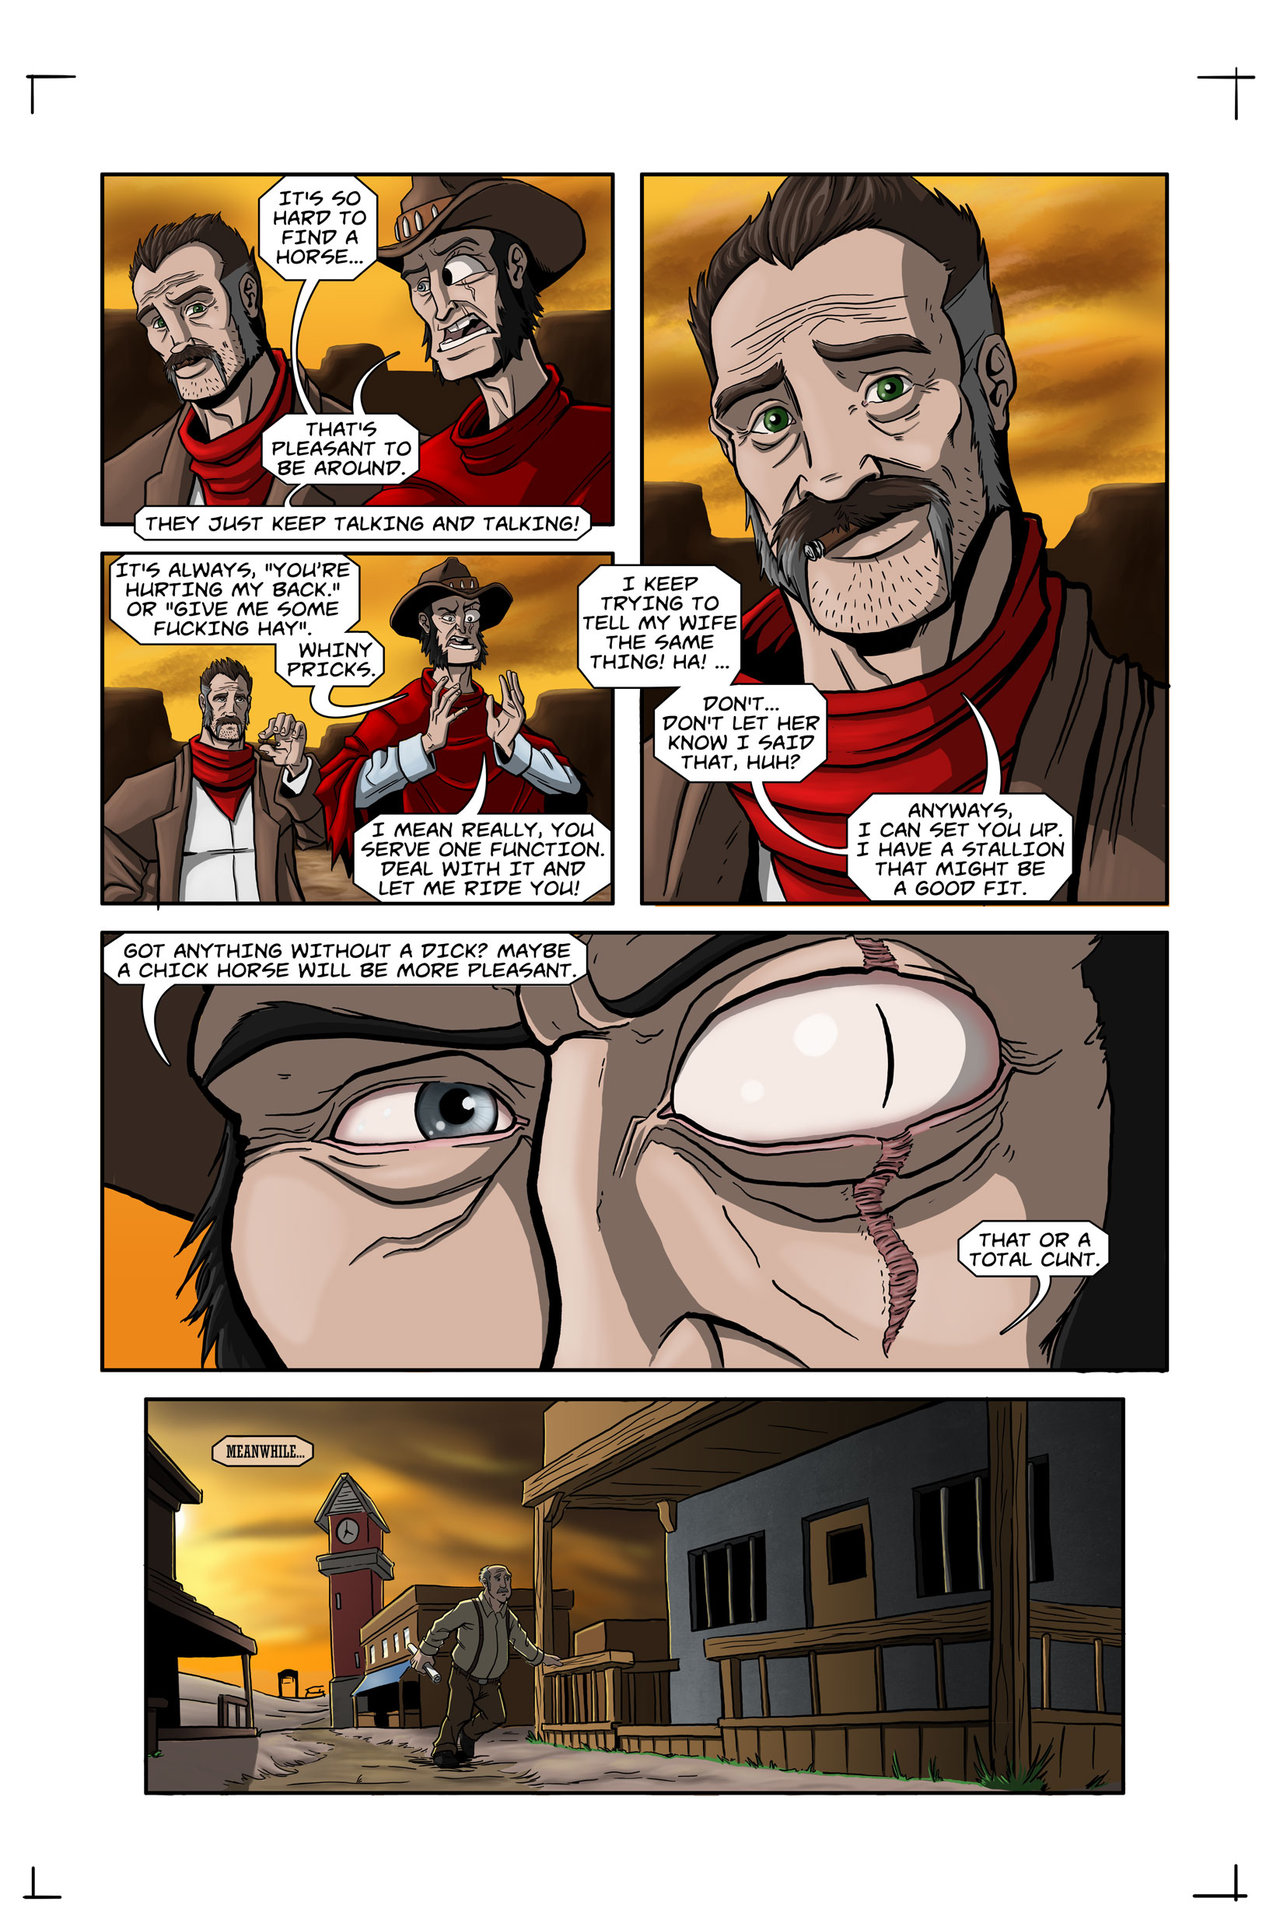 IT'S SO
HARD TO
FIND A
HORSE...
THAT'S
PLEASANT TO
BE AROUND.
THEY JUST KEEP TALKING AND TALKING!
IT'S ALWAYS, "YOU'RE
HURTING MY BACK."
OR "GIVE ME SOME
FUCKING HAY".
WHINY
PRICKS.
I MEAN REALLY, YOU
SERVE ONE FUNCTION.
DEAL WITH IT AND
LET ME RIDE YOU!
I KEEP
TRYING TO
TELL MY WIFE
THE SAME
THING! HA! ...
DON'T...
DON'T LET HER
KNOW I SAID
THAT, HUH?
ANYWAYS,
I CAN SET YOU UP.
I HAVE A STALLION
THAT MIGHT BE
A GOOD FIT.
GOT ANYTHING WITHOUT A DICK? MAYBE
A CHICK HORSE WILL BE MORE PLEASANT.
THAT OR A
TOTAL CUNT.
MEANWHILE...